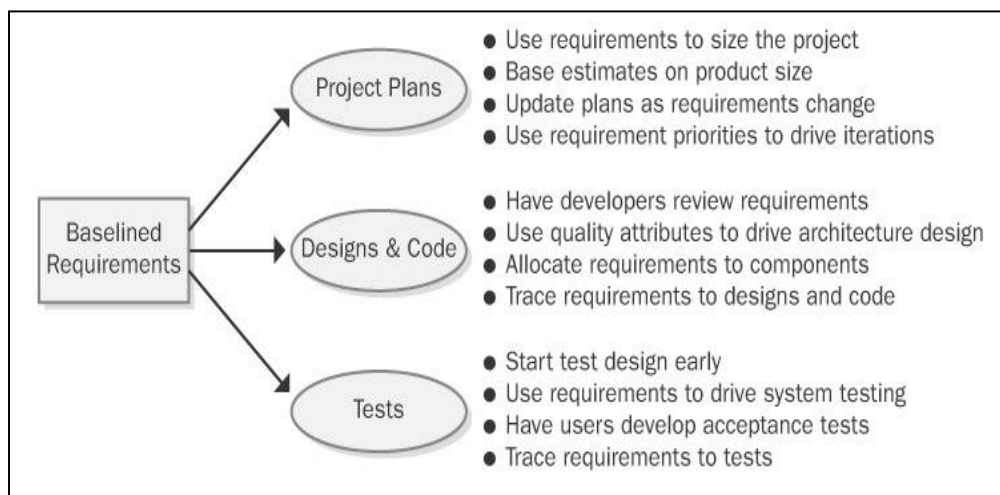 Baselined
Requirements
Project Plans
● Use requirements to size the project
● Base estimates on product size
● Update plans as requirements change
● Use requirement priorities to drive iterations
Designs & Code
● Have developers review requirements
● Use quality attributes to drive architecture design
● Allocate requirements to components
● Trace requirements to designs and code
Tests
● Start test design early
● Use requirements to drive system testing
● Have users develop acceptance tests
● Trace requirements to tests